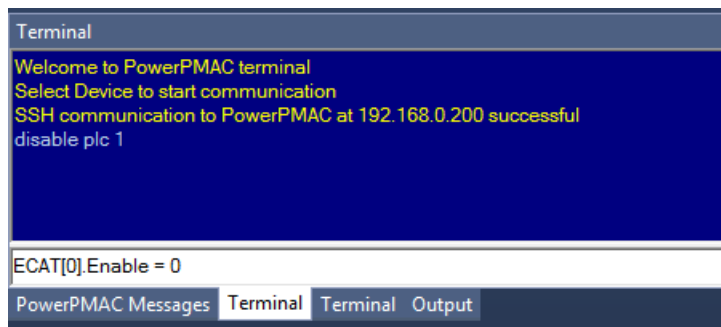 Terminal
Welcome to PowerPMAC terminal
Select Device to start communication
SSH communication to PowerPMAC at 192.168.0.200 successful
disable plc 1
ECAT[0].Enable = 0
PowerPMAC Messages Terminal Terminal Output